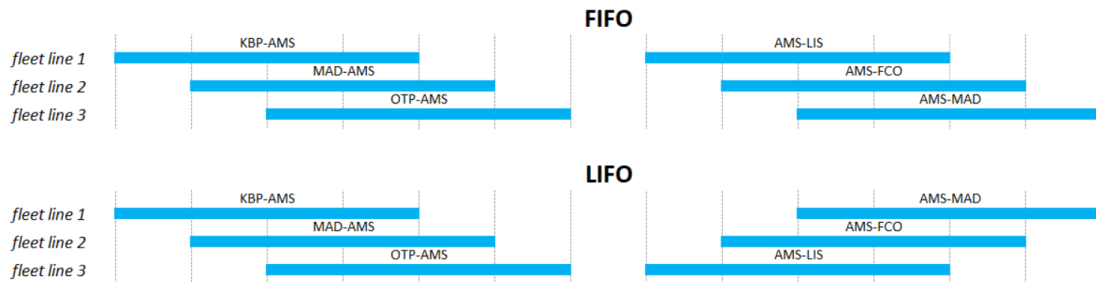 FIFO
KBP-AMS AMS-LIS
fleet line 1
MAD-AMS AMS-FCO
fleet line 2
OTP-AMS AMS-MAD
fleet line 3
LIFO
KBP-AMS AMS-MAD
fleet line 1
MAD-AMS AMS-FCO
fleet line 2
OTP-AMS AMS-LIS
fleet line 3